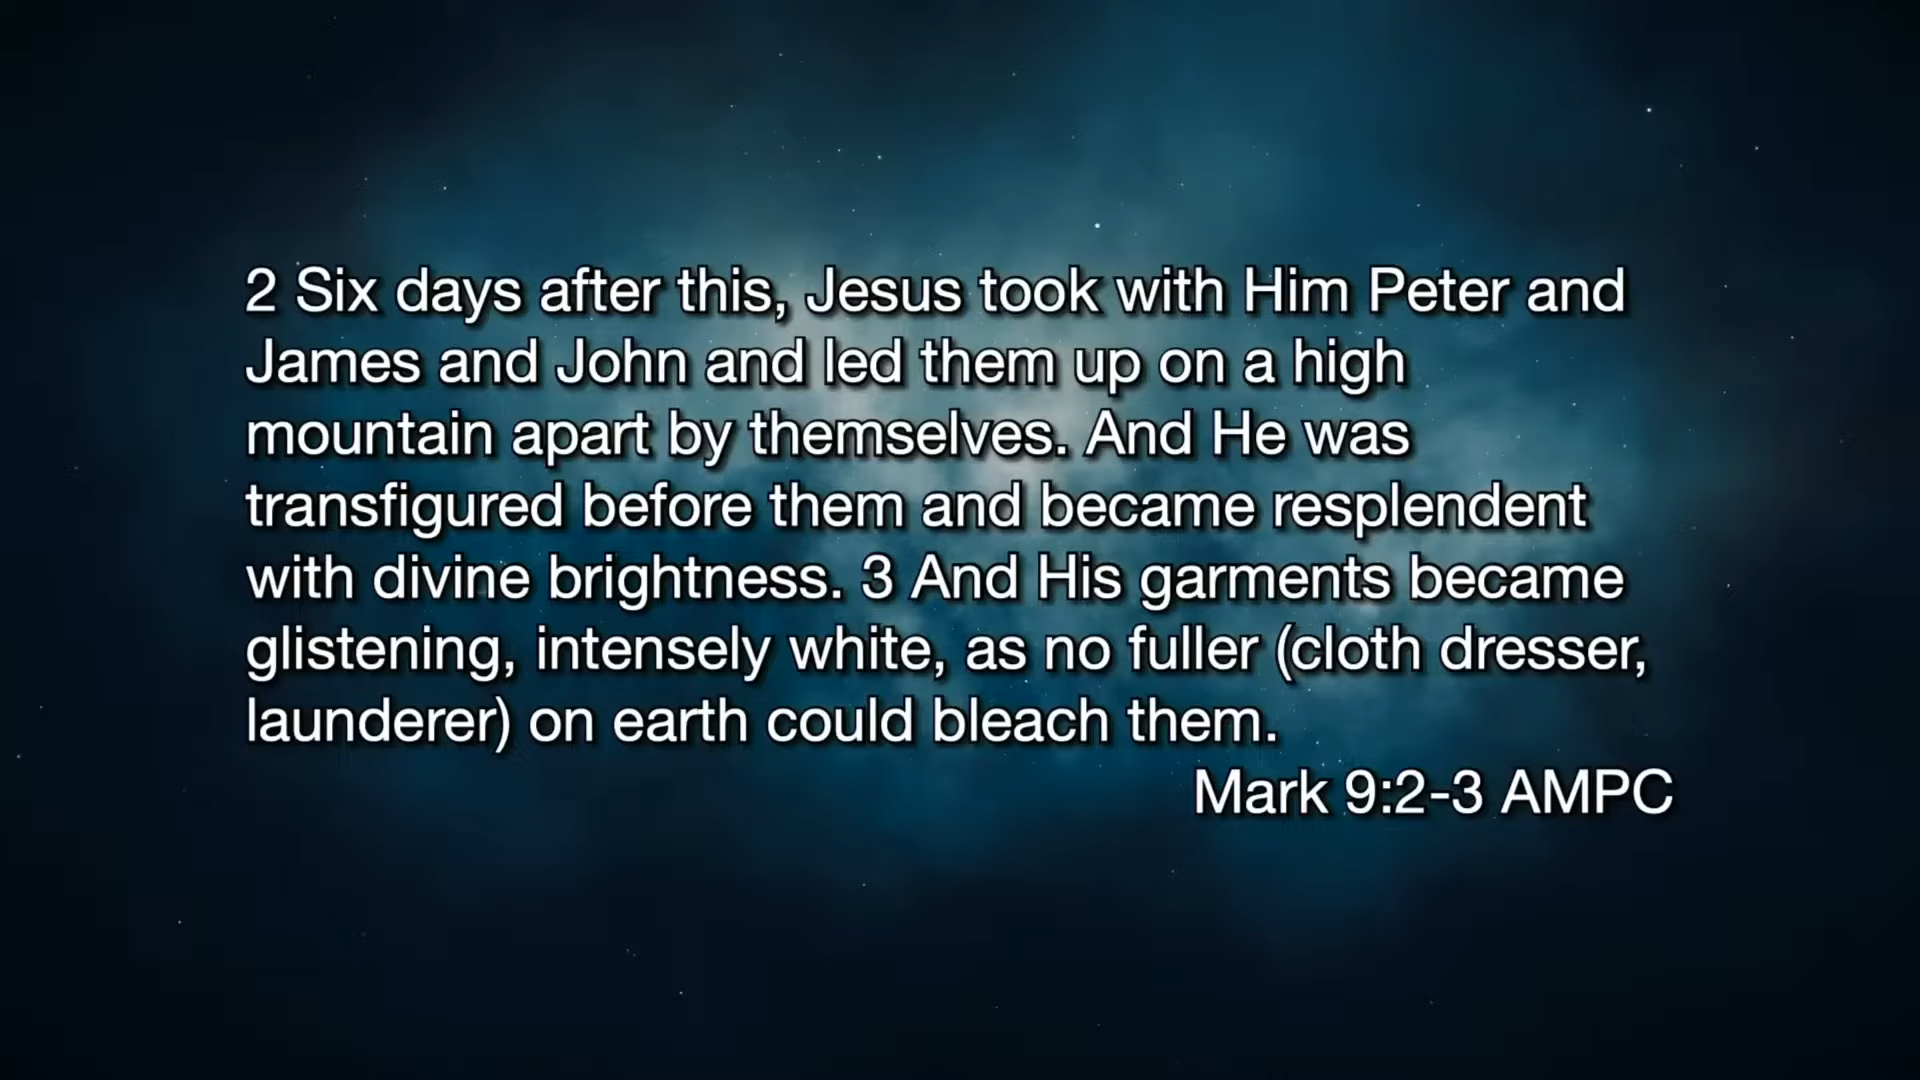 2 Six days after this, Jesus took with Him Peter and
James and John and led them up on a high
mountain apart by themselves. And He was
transfigured before them and became resplendent
with divine brightness. 3 And His garments became
glistening, intensely white, as no fuller (cloth dresser,
launderer) on earth could bleach them.
Mark 9:2-3 AMPC